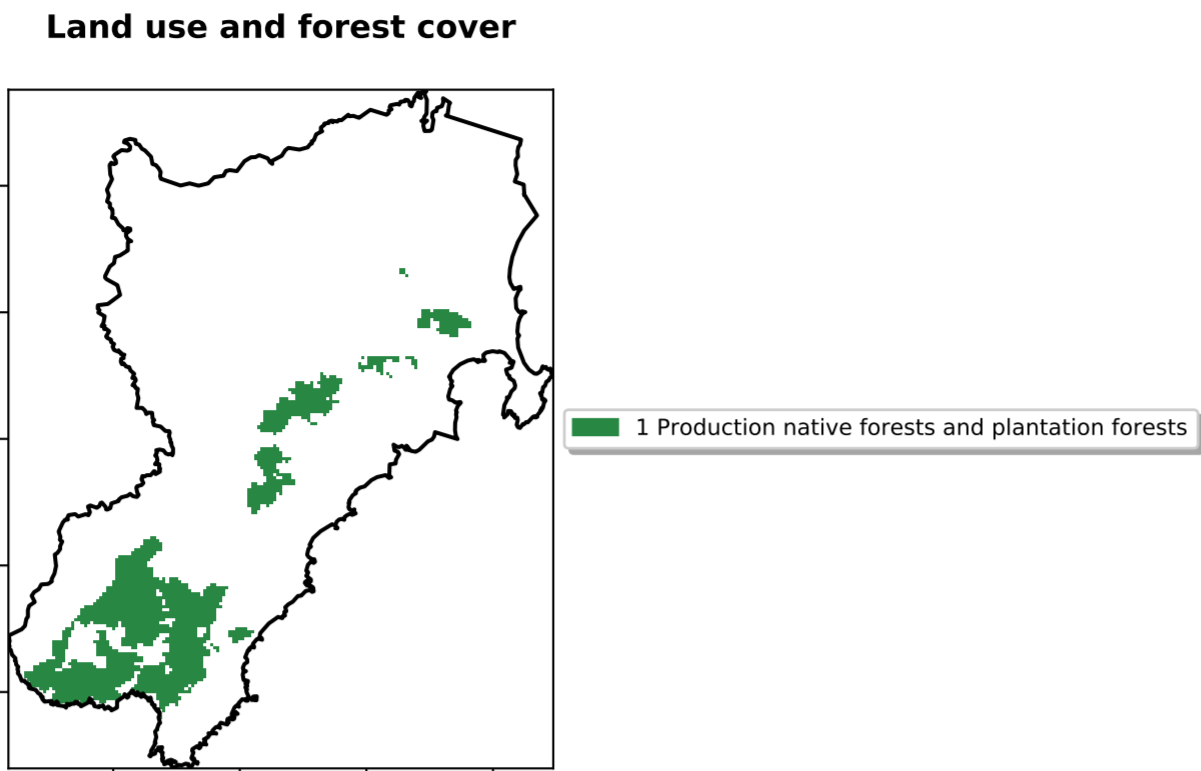 Land use and forest cover
1 Production native forests and plantation forests